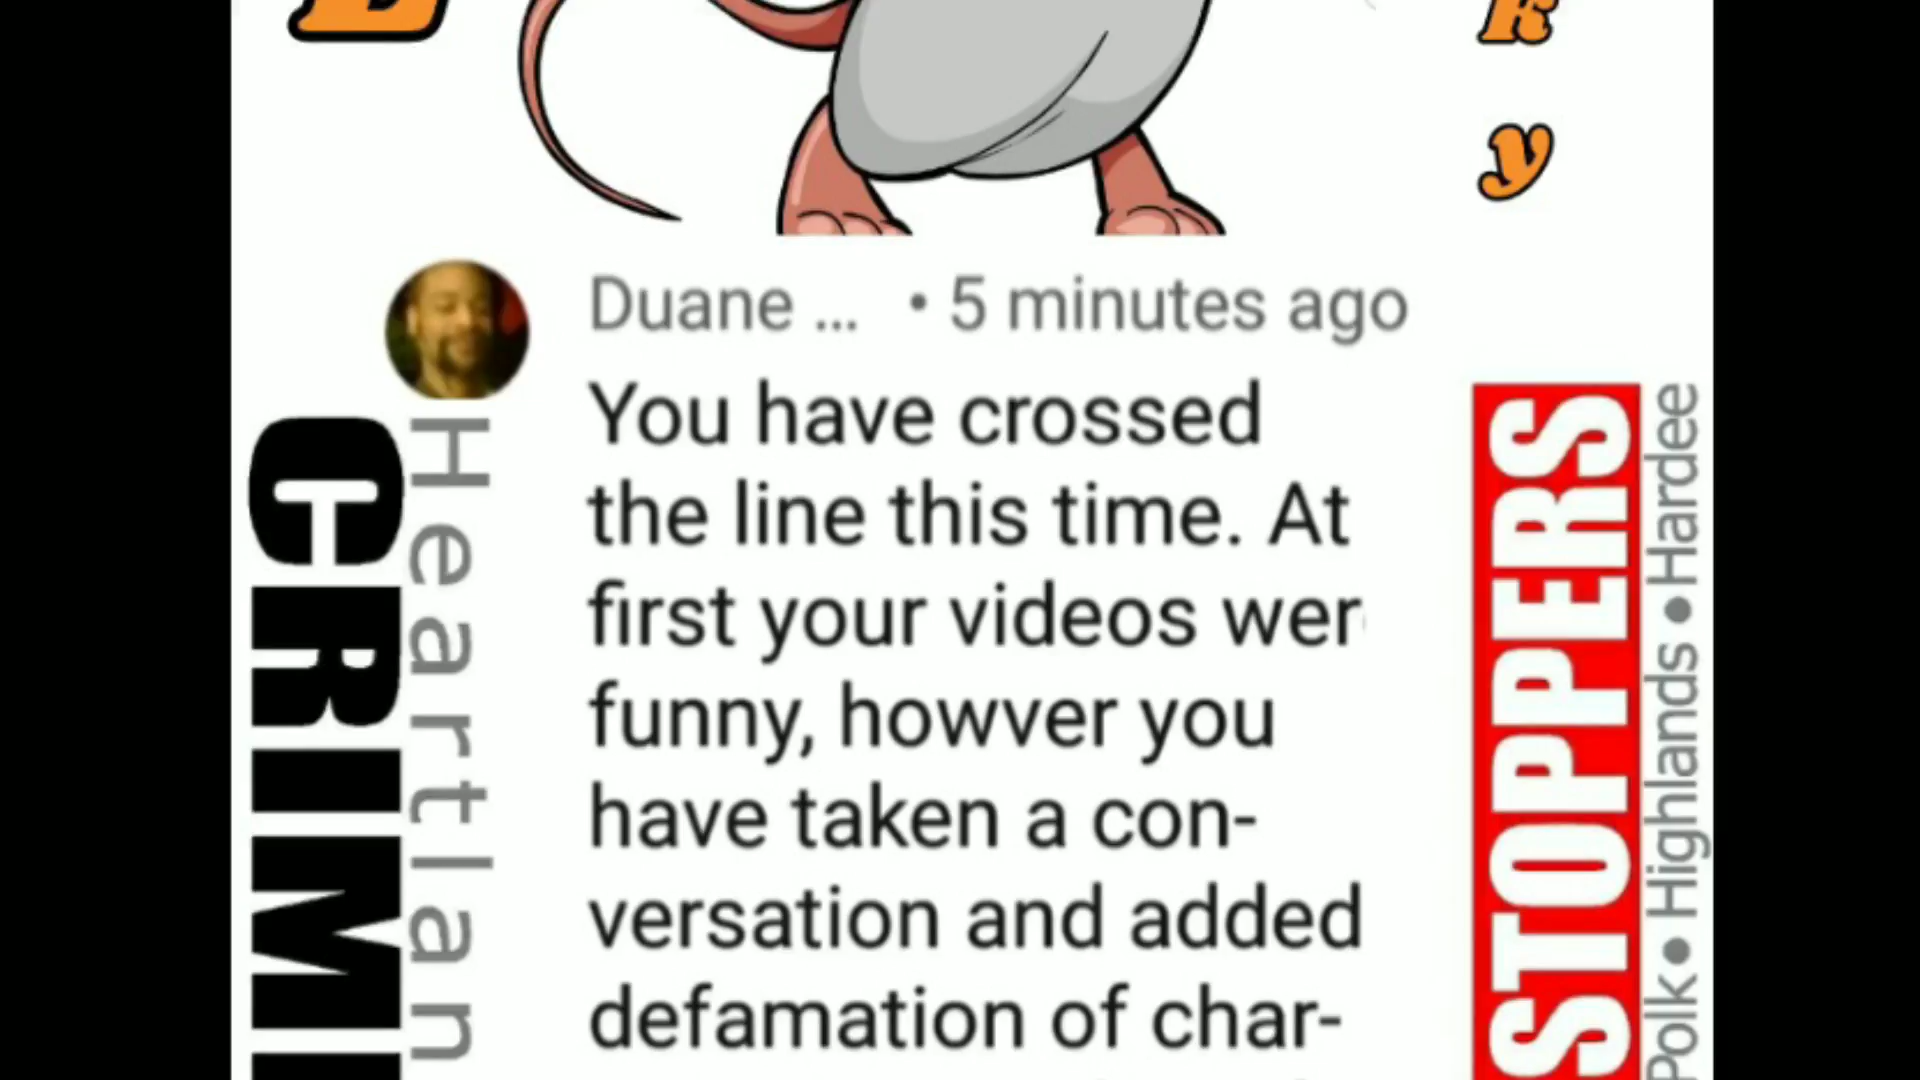 k
y
Duane ... • 5 minutes ago
You have crossed
the line this time. At
first your videos wer
funny, howver you
have taken a con-
versation and added
defamation of char-
CRIM
Heartlan
STOPPERS
Polk • Highlands • Hardee